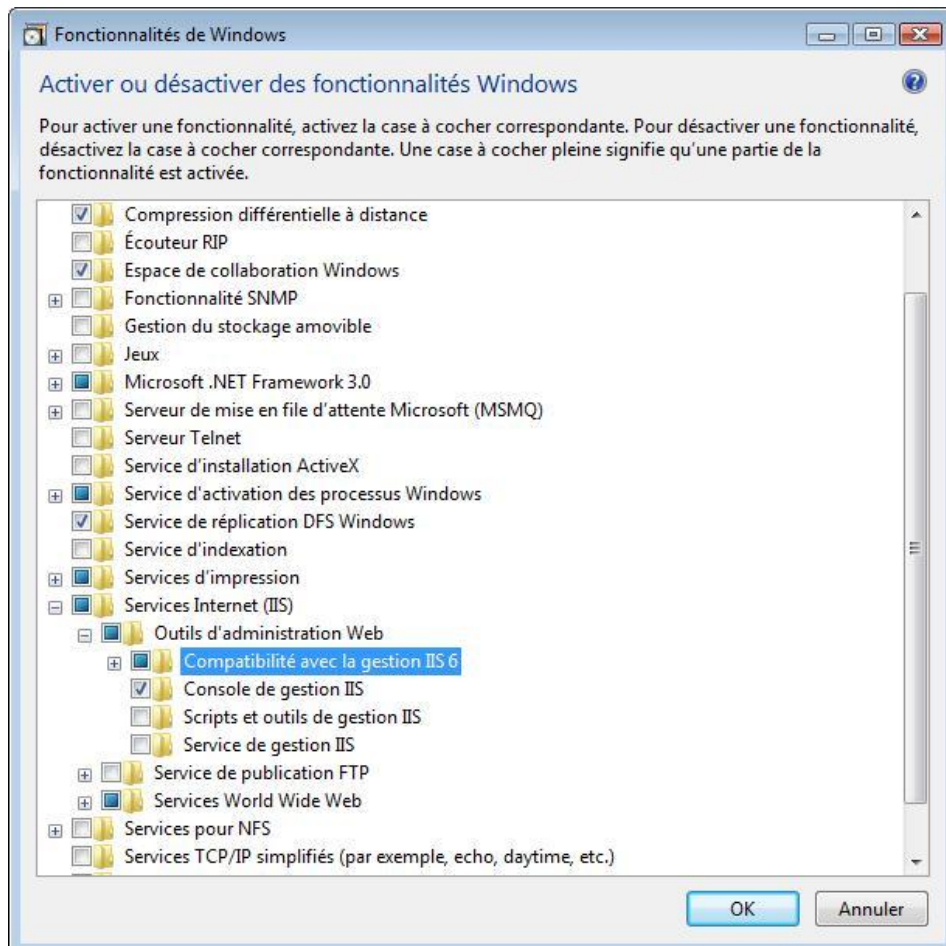 Fonctionnalités de Windows
Activer ou désactiver des fonctionnalités Windows
Pour activer une fonctionnalité, activez la case à cocher correspondante. Pour désactiver une fonctionnalité,
désactivez la case à cocher correspondante. Une case à cocher pleine signifie qu'une partie de la
fonctionnalité est activée.
Compression différentielle à distance
Écouteur RIP
Espace de collaboration Windows
Fonctionnalité SNMP
Gestion du stockage amovible
Jeux
Microsoft .NET Framework 3.0
Serveur de mise en file d'attente Microsoft (MSMQ)
Serveur Telnet
Service d'installation ActiveX
Service d'activation des processus Windows
Service de réplication DFS Windows
Service d'indexation
Services d'impression
Services Internet (IIS)
Outils d'administration Web
Compatibilité avec la gestion IIS 6
Console de gestion IIS
Scripts et outils de gestion IIS
Service de gestion IIS
Service de publication FTP
Services World Wide Web
Services pour NFS
Services TCP/IP simplifiés (par exemple, echo, daytime, etc.)
OK
Annuler